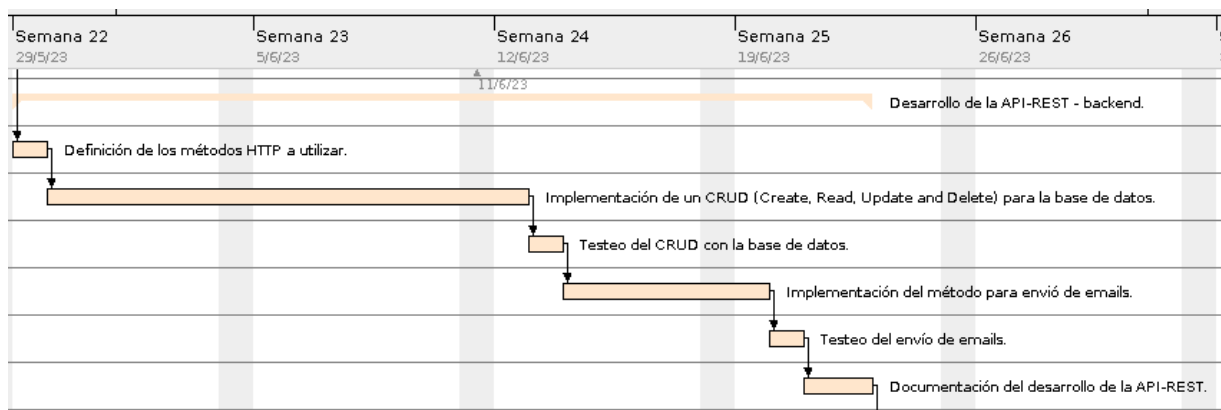 Semana 22
Semana 23
Semana 24
Semana 25
Semana 26
29/5/23
5/6/23
12/6/23
19/6/23
26/6/23
11/6/23
Desarrollo de la API-REST - backend.
Definición de los métodos HTTP a utilizar.
Implementación de un CRUD (Create, Read, Update and Delete) para la base de datos.
Testeo del CRUD con la base de datos.
Implementación del método para envió de emails.
Testeo del envío de emails.
Documentación del desarrollo de la API-REST.